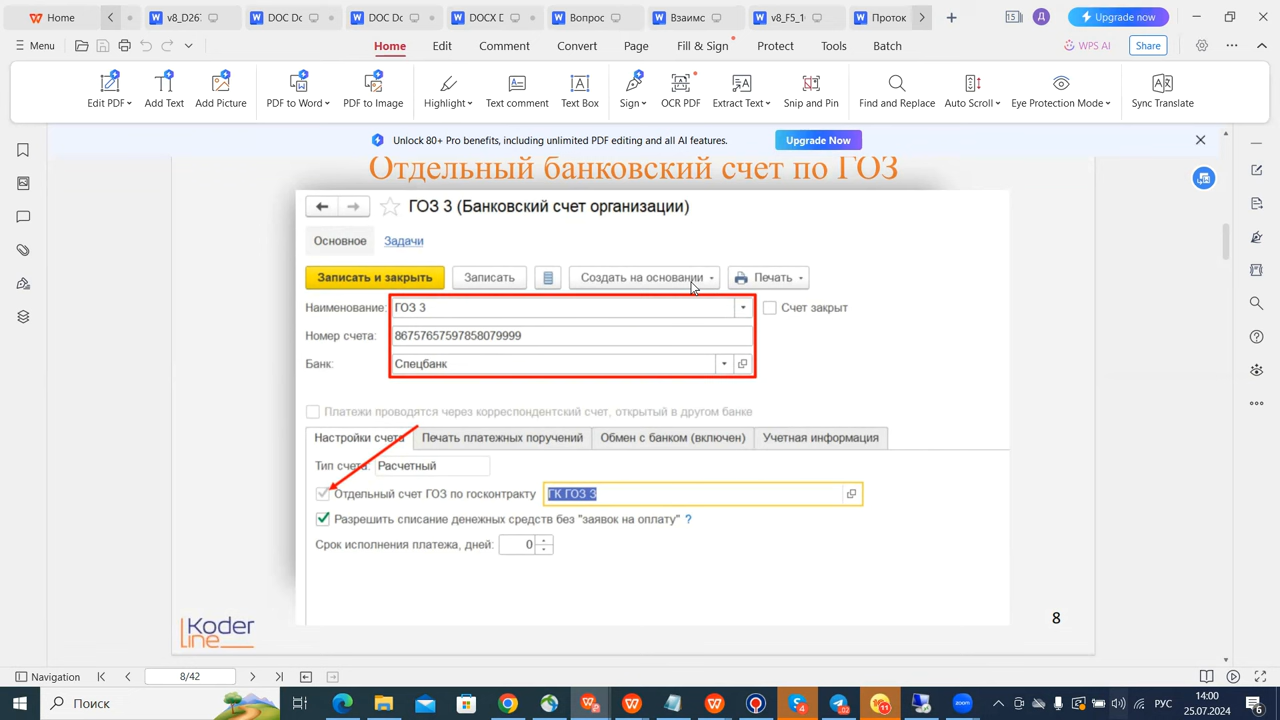 Home
v8_D26
DOC Dc
DOC Dc
DOCX D
Вопрос
Взаимс
v8_F5_1
Проток
15
Д
Upgrade now
Menu
Home
Edit
Comment
Convert
Page
Fill & Sign
Protect
Tools
Batch
WPS AI
Share
Edit PDF
Add Text
Add Picture
PDF to Word
PDF to Image
Highlight
Text comment
Text Box
Sign
OCR PDF
Extract Text
Snip and Pin
Find and Replace
Auto Scroll
Eye Protection Mode
Sync Translate
Unlock 80+ Pro benefits, including unlimited PDF editing and all AI features.
Upgrade Now
Отдельный банковский счет по ГОЗ
ГОЗ 3 (Банковский счет организации)
Основное Задачи
Записать и закрыть Записать Создать на основании Печать
Наименование: ГОЗ 3 Счет закрыт
Номер счета: 86757657597858079999
Банк: Спецбанк
Платежи проводятся через корреспондентский счет, открытый в другом банке
Настройки счета Печать платежных поручений Обмен с банком (включен) Учетная информация
Тип счета: Расчетный
Отдельный счет ГОЗ по госконтракту ГК ГОЗ 3
Разрешить списание денежных средств без "заявок на оплату" ?
Срок исполнения платежа, дней: 0
Koder
line
8
Navigation
8/42
Поиск
РУС
14:00
25.07.2024